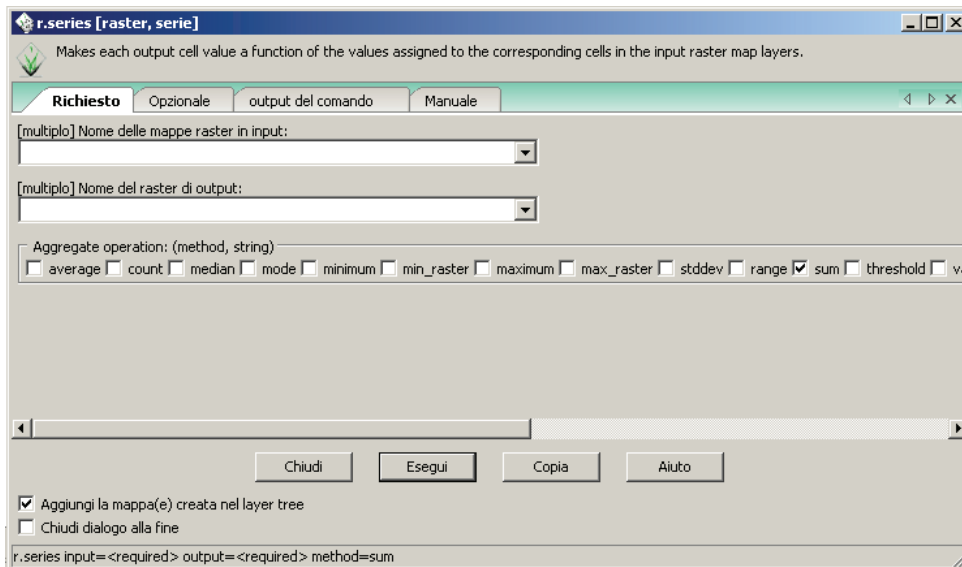 r.series [raster, serie]
Makes each output cell value a function of the values assigned to the corresponding cells in the input raster map layers.
Richiesto Opzionale output del comando Manuale
[multiplo] Nome delle mappe raster in input:
[multiplo] Nome del raster di output:
Aggregate operation: (method, string)
average count median mode minimum min_raster maximum max_raster stddev range sum threshold
Chiudi Esegui Copia Aiuto
Aggiungi la mappa(e) creata nel layer tree
Chiudi dialogo alla fine
r.series input=<required> output=<required> method=sum